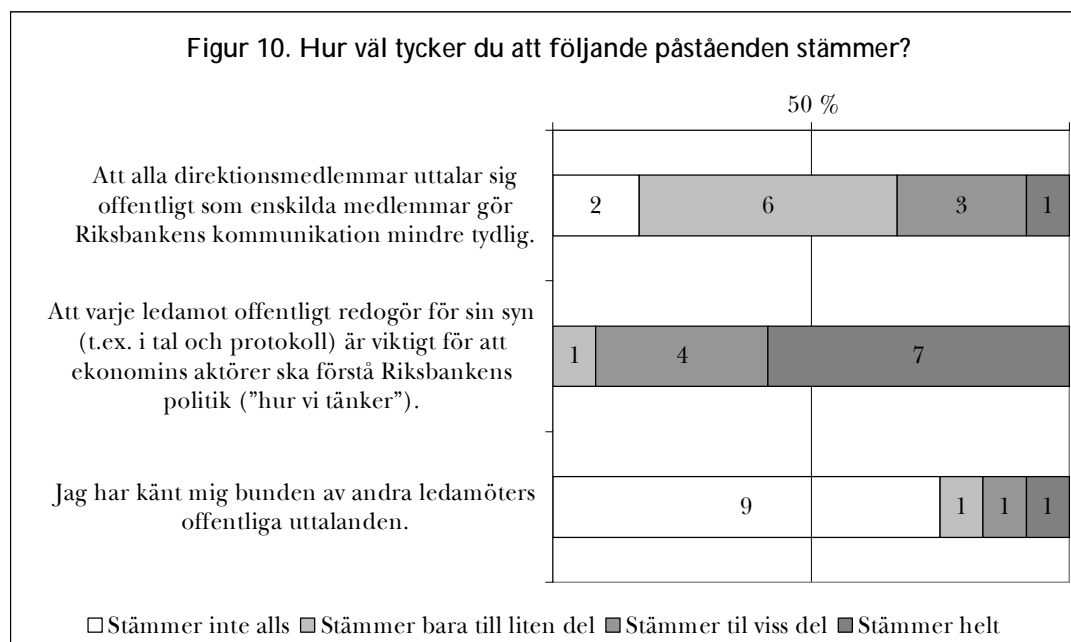 Figur 10. Hur väl tycker du att följande påståenden stämmer?
50 %
Att alla direktionsmedlemmar uttalar sig
offentligt som enskilda medlemmar gör
Riksbankens kommunikation mindre tydlig.
2 6 3 1
Att varje ledamot offentligt redogör för sin syn
(t.ex. i tal och protokoll) är viktigt för att
ekonomins aktörer ska förstå Riksbankens
politik (”hur vi tänker”).
1 4 7
Jag har känt mig bunden av andra ledamöters
offentliga uttalanden.
9 1 1 1
Stämmer inte alls Stämmer bara till liten del Stämmer til viss del Stämmer helt